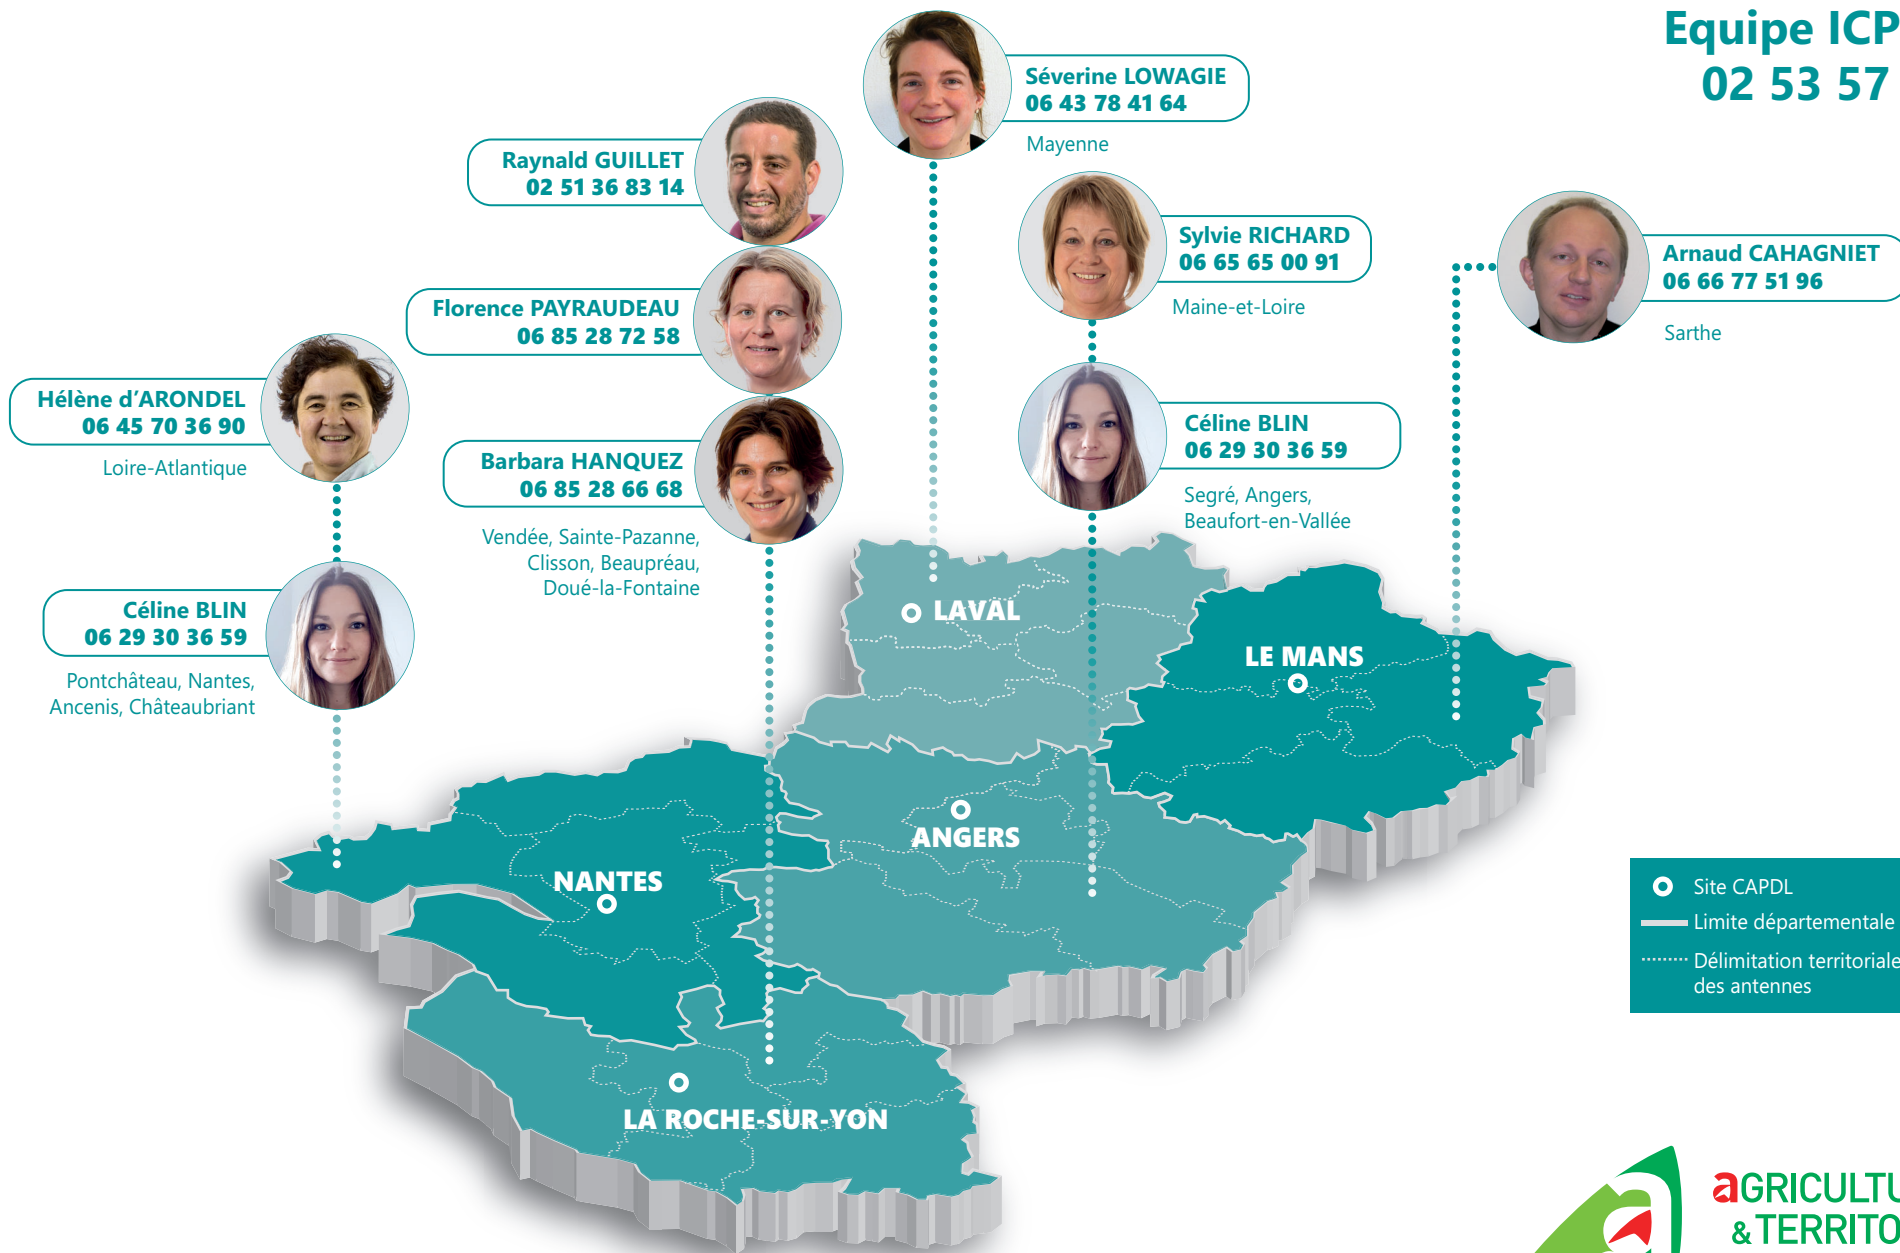 Equipe ICP
02 53 57
Séverine LOWAGIE
06 43 78 41 64
Mayenne
Raynald GUILLET
02 51 36 83 14
Sylvie RICHARD
06 65 65 00 91
Maine-et-Loire
Arnaud CAHAGNIET
06 66 77 51 96
Sarthe
Florence PAYRAUDEAU
06 85 28 72 58
Hélène d'ARONDEL
06 45 70 36 90
Loire-Atlantique
Barbara HANQUEZ
06 85 28 66 68
Vendée, Sainte-Pazanne,
Clisson, Beaupréau,
Doué-la-Fontaine
Céline BLIN
06 29 30 36 59
Segré, Angers,
Beaufort-en-Vallée
Céline BLIN
06 29 30 36 59
Pontchâteau, Nantes,
Ancenis, Châteaubriant
LAVAL
LE MANS
ANGERS
NANTES
LA ROCHE-SUR-YON
Site CAPDL
Limite départementale
Délimitation territoriale
des antennes
aGRICULTU
& TERRITO